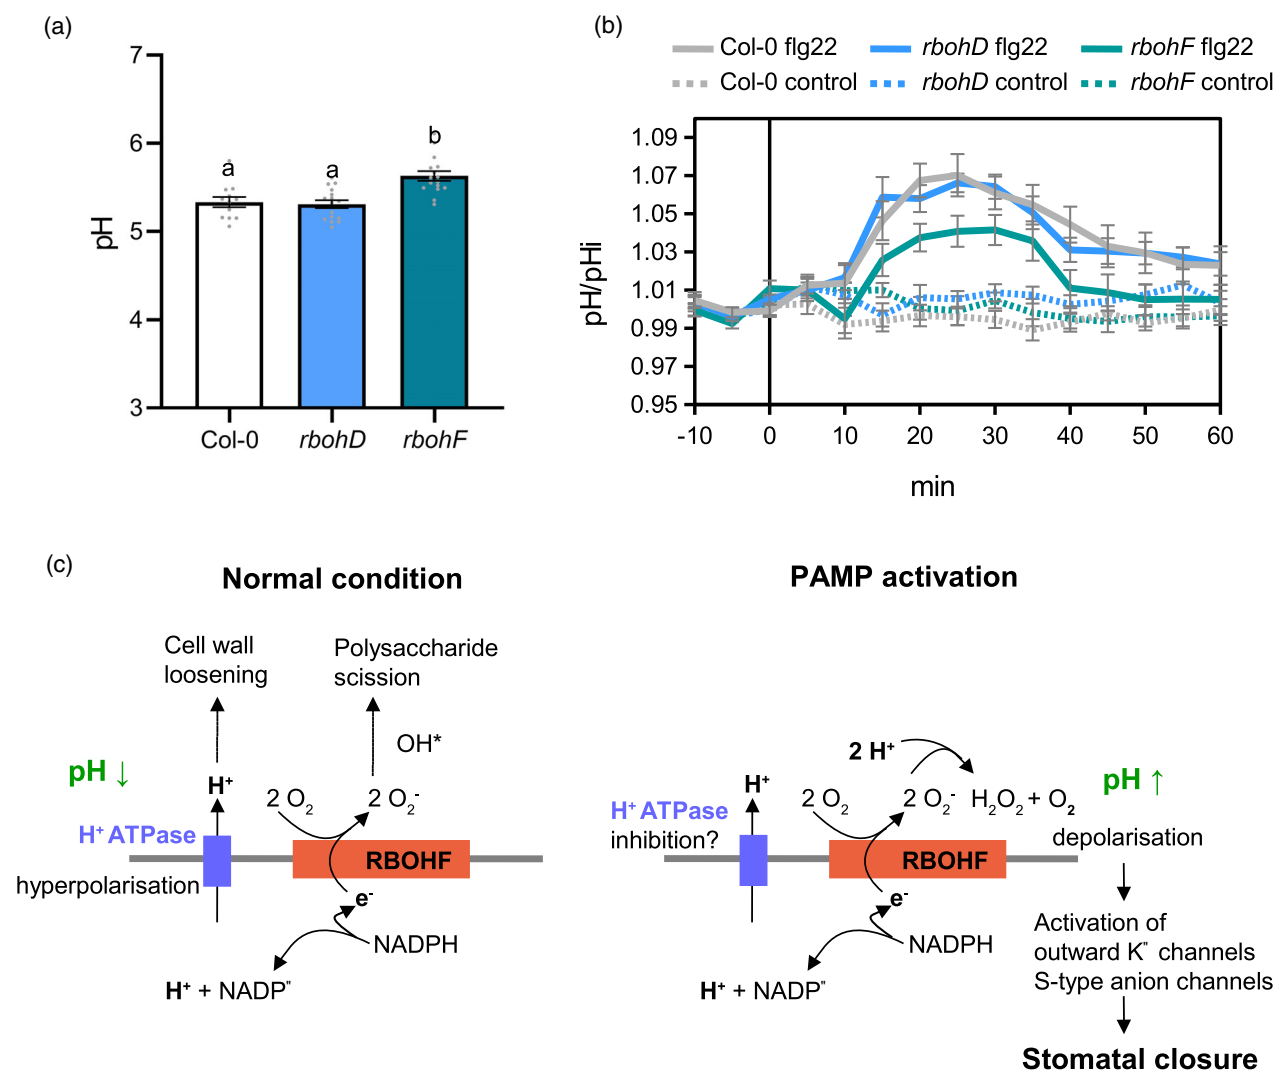 (a)
7
6
5
4
3
pH
a
a
b
Col-0
rbohD
rbohF
(b)
Col-0 flg22
rbohD flg22
rbohF flg22
Col-0 control
rbohD control
rbohF control
1.09
1.07
1.05
1.03
1.01
0.99
0.97
0.95
pH/pHi
-10
0
10
20
30
40
50
60
min
(c)
Normal condition
Cell wall
loosening
Polysaccharide
scission
OH*
pH ↓
H⁺
2 O₂
2 O₂⁻
H⁺ ATPase
RBOHF
hyperpolarisation
e⁻
NADPH
H⁺ + NADP"
PAMP activation
2 H⁺
H⁺
pH ↑
2 O₂
2 O₂⁻
H₂O₂ + O₂
H⁺ ATPase
inhibition?
depolarisation
RBOHF
e⁻
Activation of
outward K" channels
S-type anion channels
NADPH
H⁺ + NADP"
Stomatal closure